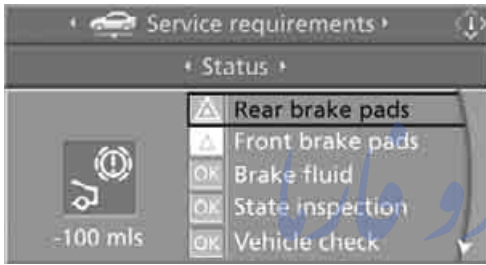 Service requirements
Status
Rear brake pads
Front brake pads
OK Brake fluid
OK State inspection
OK Vehicle check
-100 mls